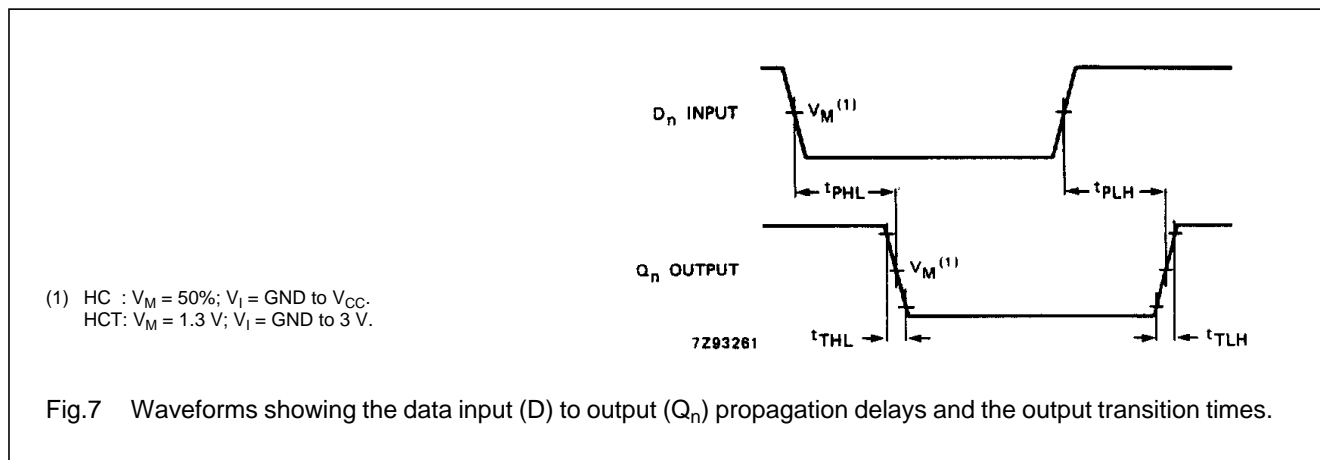 Dn INPUT
VM(1)
tPHL
tPLH
Qn OUTPUT
VM(1)
(1) HC : VM = 50%; VI = GND to VCC.
HCT: VM = 1.3 V; VI = GND to 3 V.
7Z93261
tTHL
tTLH
Fig.7 Waveforms showing the data input (D) to output (Qn) propagation delays and the output transition times.